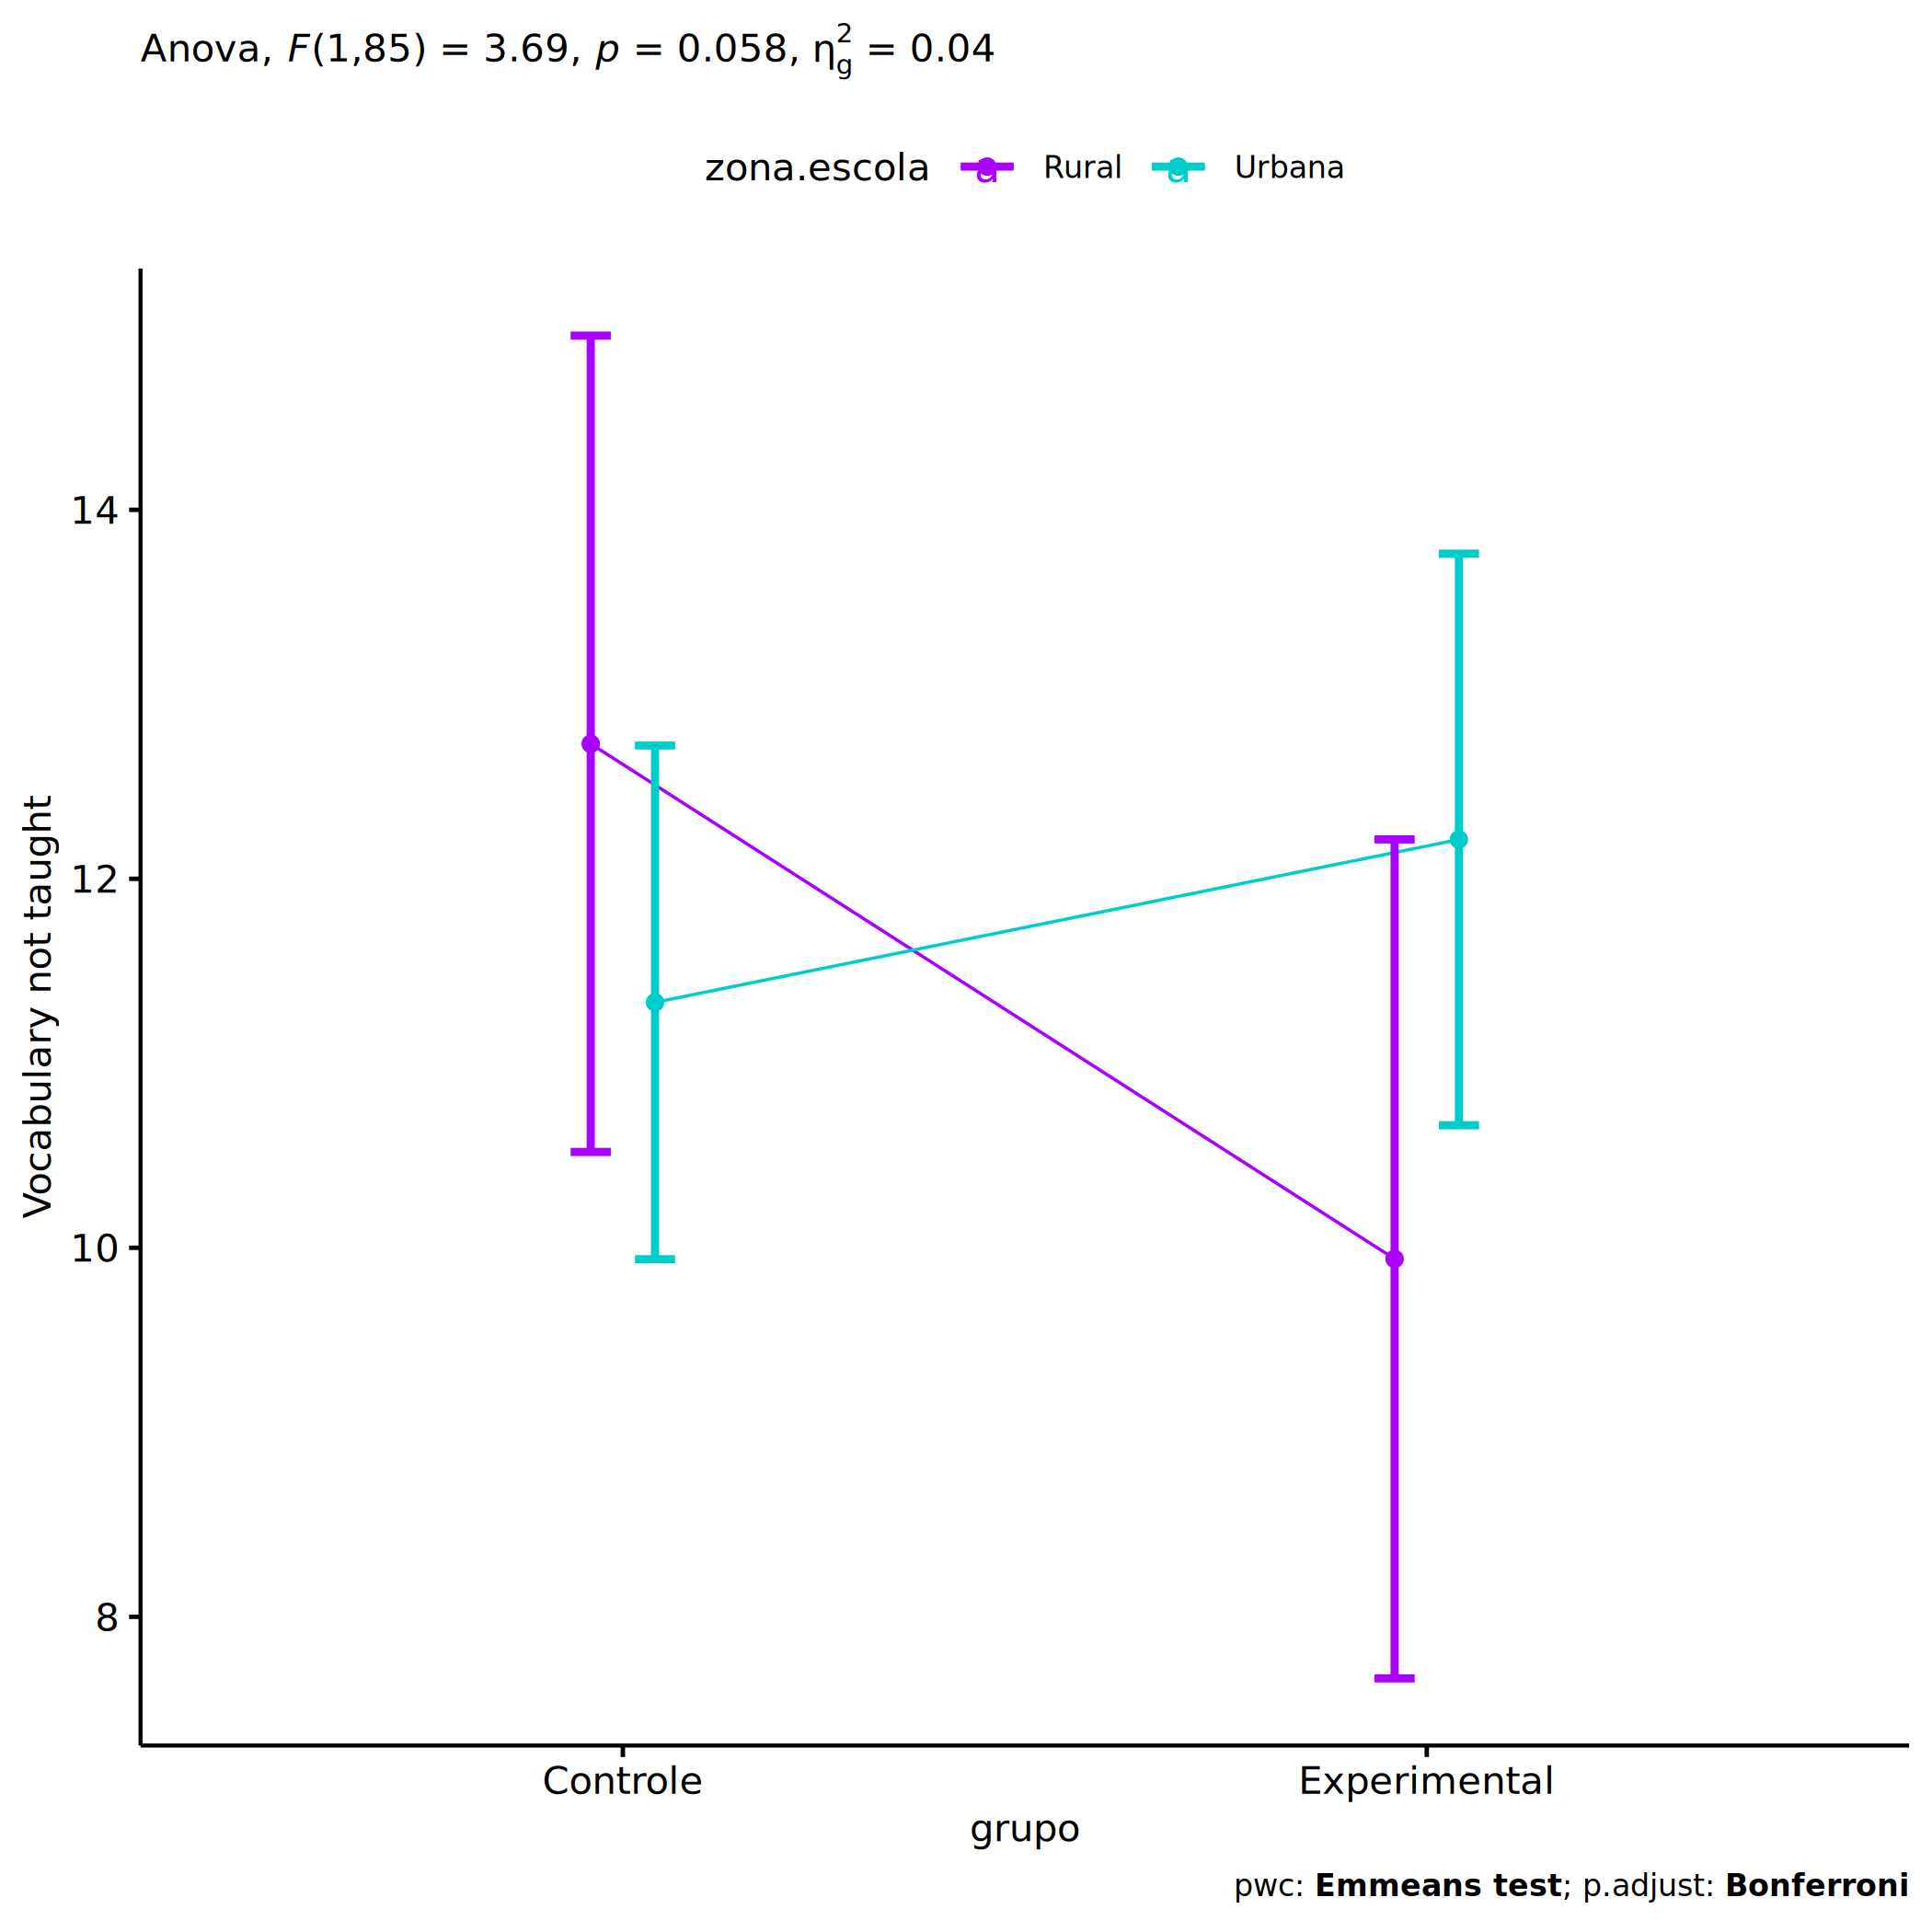 Anova, F(1,85) = 3.69, p = 0.058, η²g = 0.04
zona.escola a Rural a Urbana
Vocabulary not taught
14
12
10
8
Controle Experimental
grupo
pwc: Emmeans test; p.adjust: Bonferroni